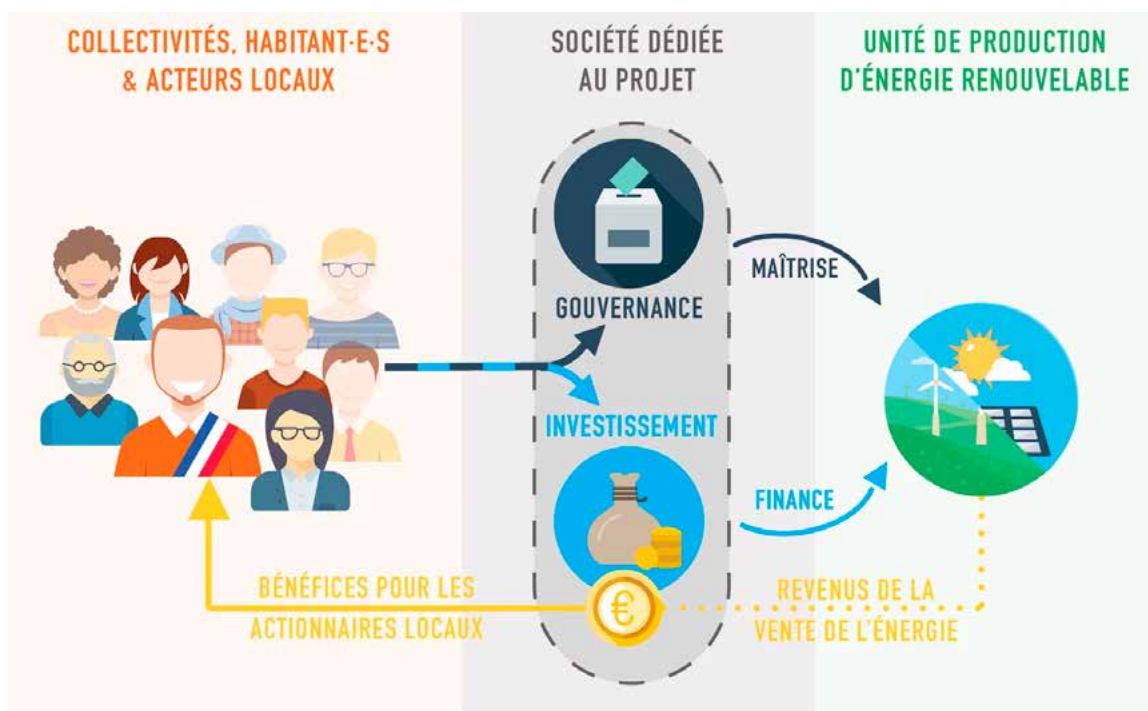 COLLECTIVITÉS, HABITANT·E·S
& ACTEURS LOCAUX
SOCIÉTÉ DÉDIÉE
AU PROJET
UNITÉ DE PRODUCTION
D'ÉNERGIE RENOUVELABLE
GOUVERNANCE
MAÎTRISE
INVESTISSEMENT
FINANCE
BÉNÉFICES POUR LES
ACTIONNAIRES LOCAUX
€
REVENUS DE LA
VENTE DE L'ÉNERGIE